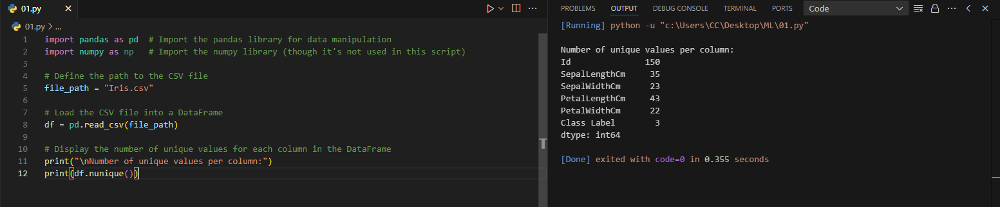 01.py
01.py > ...
1 import pandas as pd  # Import the pandas library for data manipulation
2 import numpy as np   # Import the numpy library (though it's not used in this script)
3
4 # Define the path to the CSV file
5 file_path = "Iris.csv"
6
7 # Load the CSV file into a DataFrame
8 df = pd.read_csv(file_path)
9
10 # Display the number of unique values for each column in the DataFrame
11 print("\nNumber of unique values per column:")
12 print(df.nunique())
PROBLEMS OUTPUT DEBUG CONSOLE TERMINAL PORTS Code
[Running] python -u "c:\Users\CC\Desktop\ML\01.py"
Number of unique values per column:
Id               150
SepalLengthCm     35
SepalWidthCm      23
PetalLengthCm     43
PetalWidthCm      22
Class Label        3
dtype: int64
[Done] exited with code=0 in 0.355 seconds